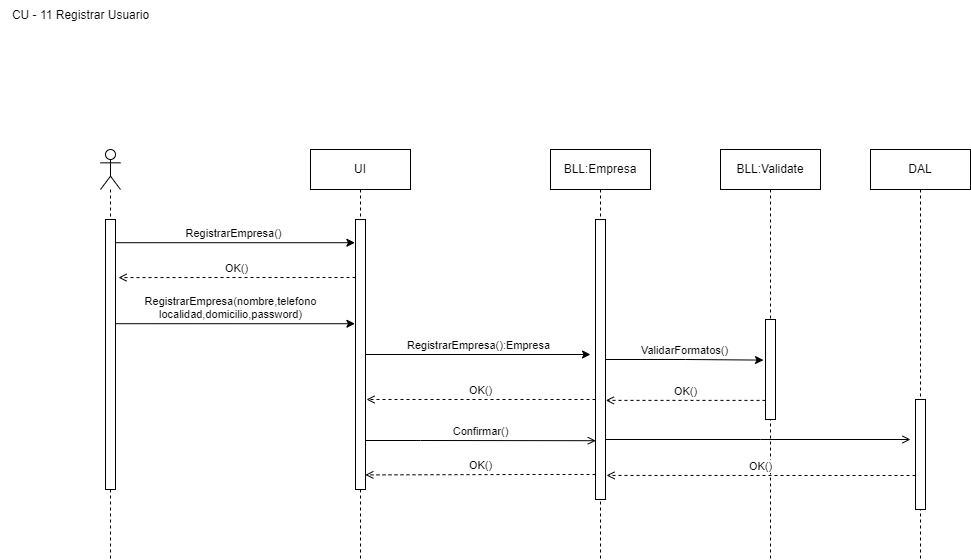 CU - 11 Registrar Usuario
UI
BLL:Empresa
BLL:Validate
DAL
RegistrarEmpresa()
OK()
RegistrarEmpresa(nombre,telefono
localidad,domicilio,password)
RegistrarEmpresa():Empresa
ValidarFormatos()
OK()
OK()
Confirmar()
OK()
OK()